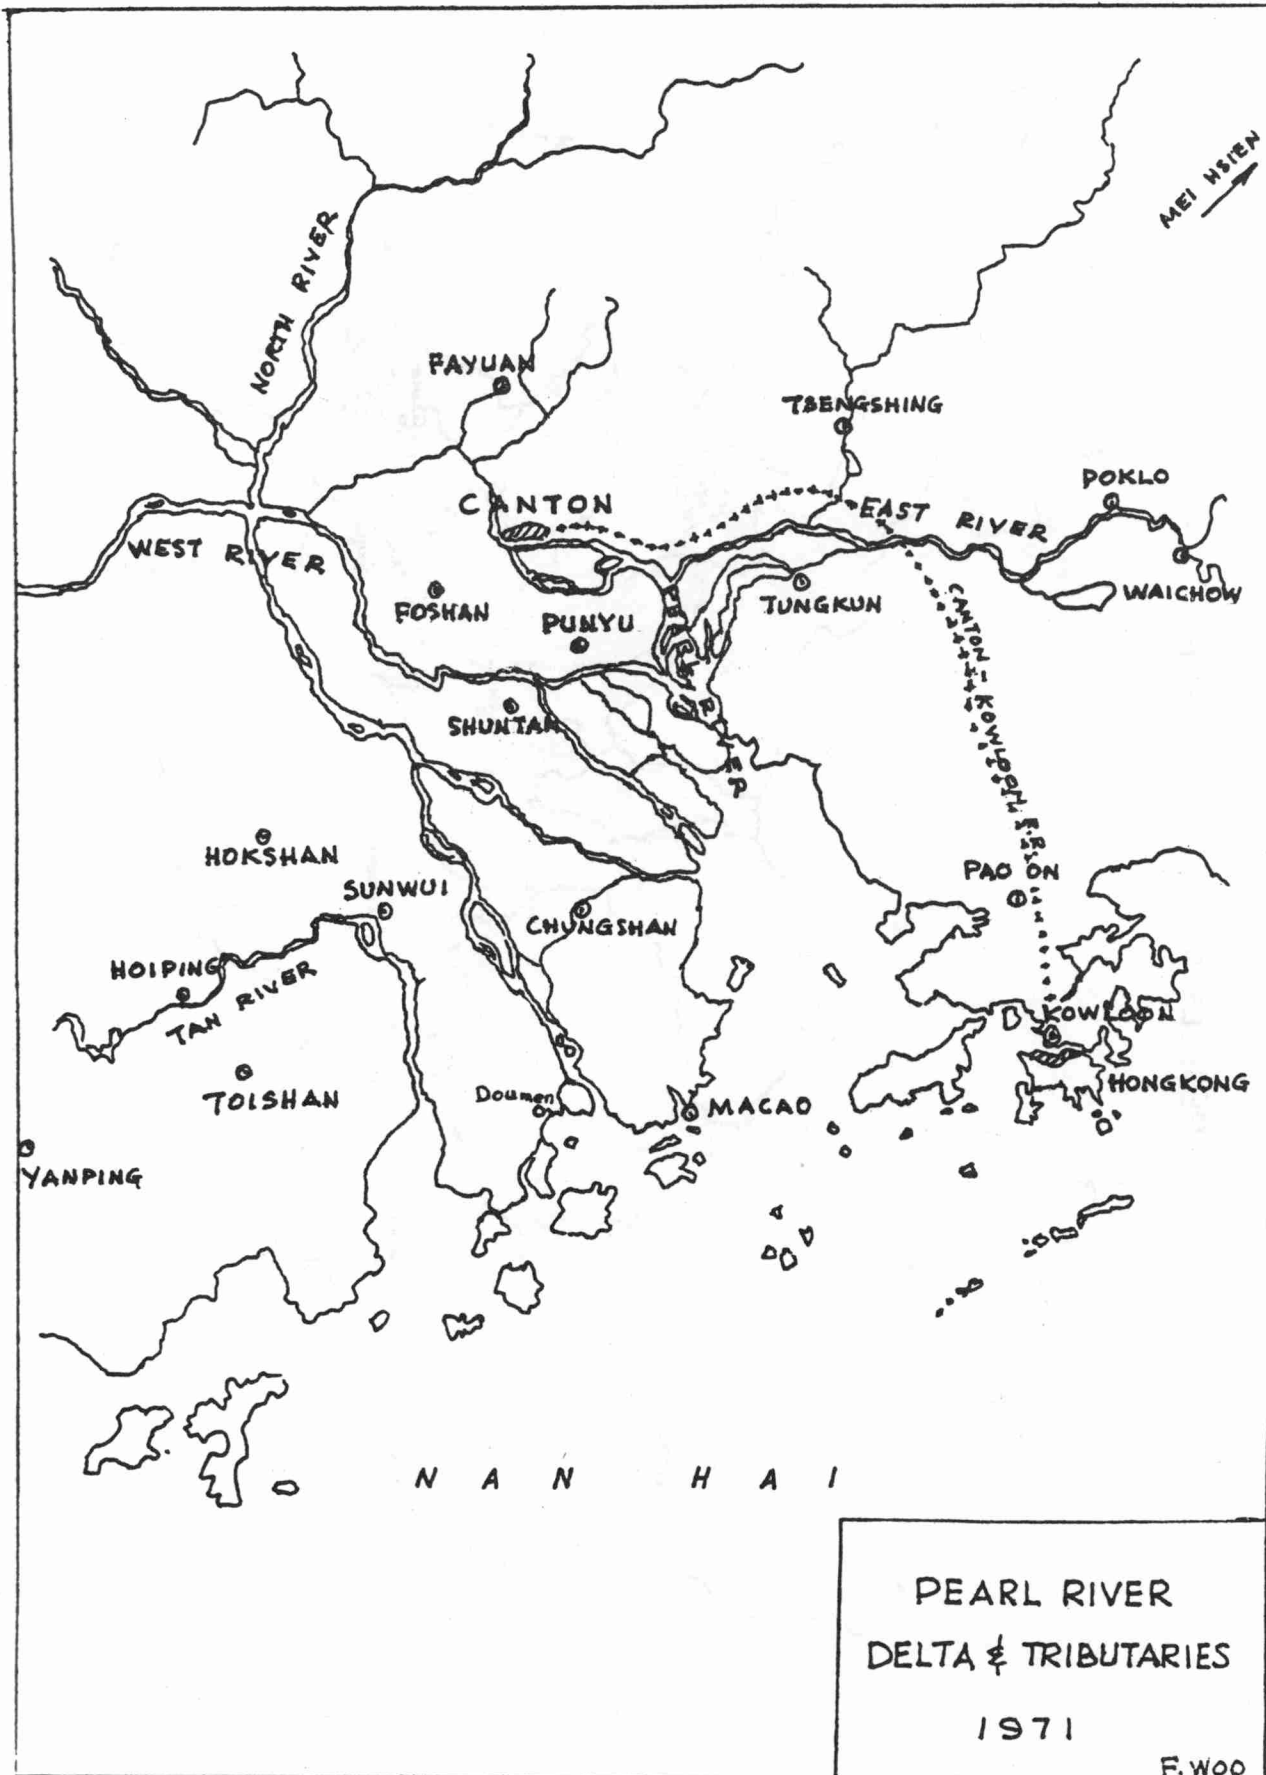 MEI HSIEN
NORTH RIVER
FAYUAN
TSENGSHING
CANTON
EAST RIVER
POKLO
WEST RIVER
FOSHAN
PUNYU
TUNGKUN
WAICHOW
PEARL RIVER
CANTON-KOWLOON R.R.
SHUNTAK
HOKSHAN
SUNWUI
PAO ON
CHUNGSHAN
HOIPING
TAN RIVER
KOWLOON
TOISHAN
Doumen
MACAO
HONGKONG
YANPING
NAN HAI
PEARL RIVER
DELTA & TRIBUTARIES
1971
F. WOO